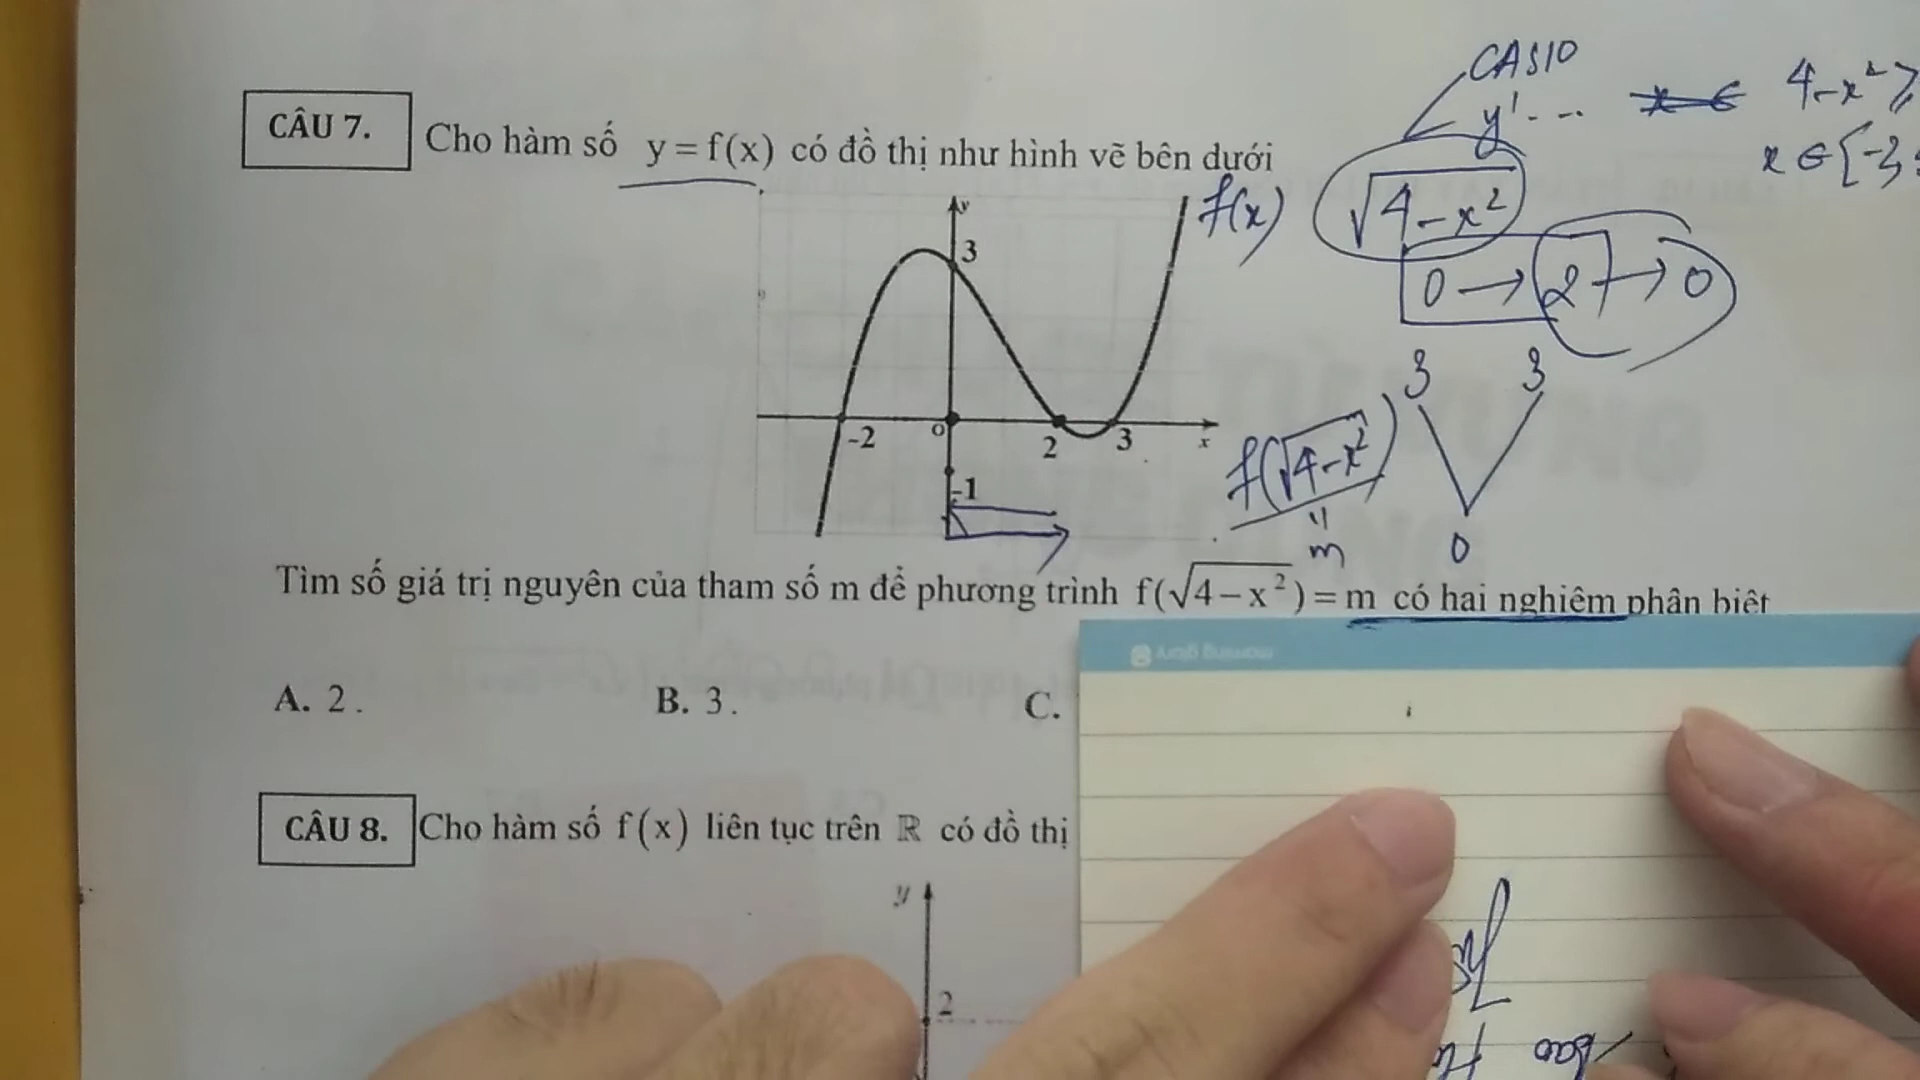 CASIO
y'...
4-x² ≥
x ∈ [-2;
CÂU 7. Cho hàm số y = f(x) có đồ thị như hình vẽ bên dưới
f(x) √4-x²
0 → 2 → 0
y
3
-2 O 2 3 x
-1
3 3
0
f(√4-x²)
m
Tìm số giá trị nguyên của tham số m để phương trình f(√4-x²) = m có hai nghiệm phân biệt
A. 2. B. 3. C.
CÂU 8. Cho hàm số f(x) liên tục trên ℝ có đồ thị
y
2
morning glory